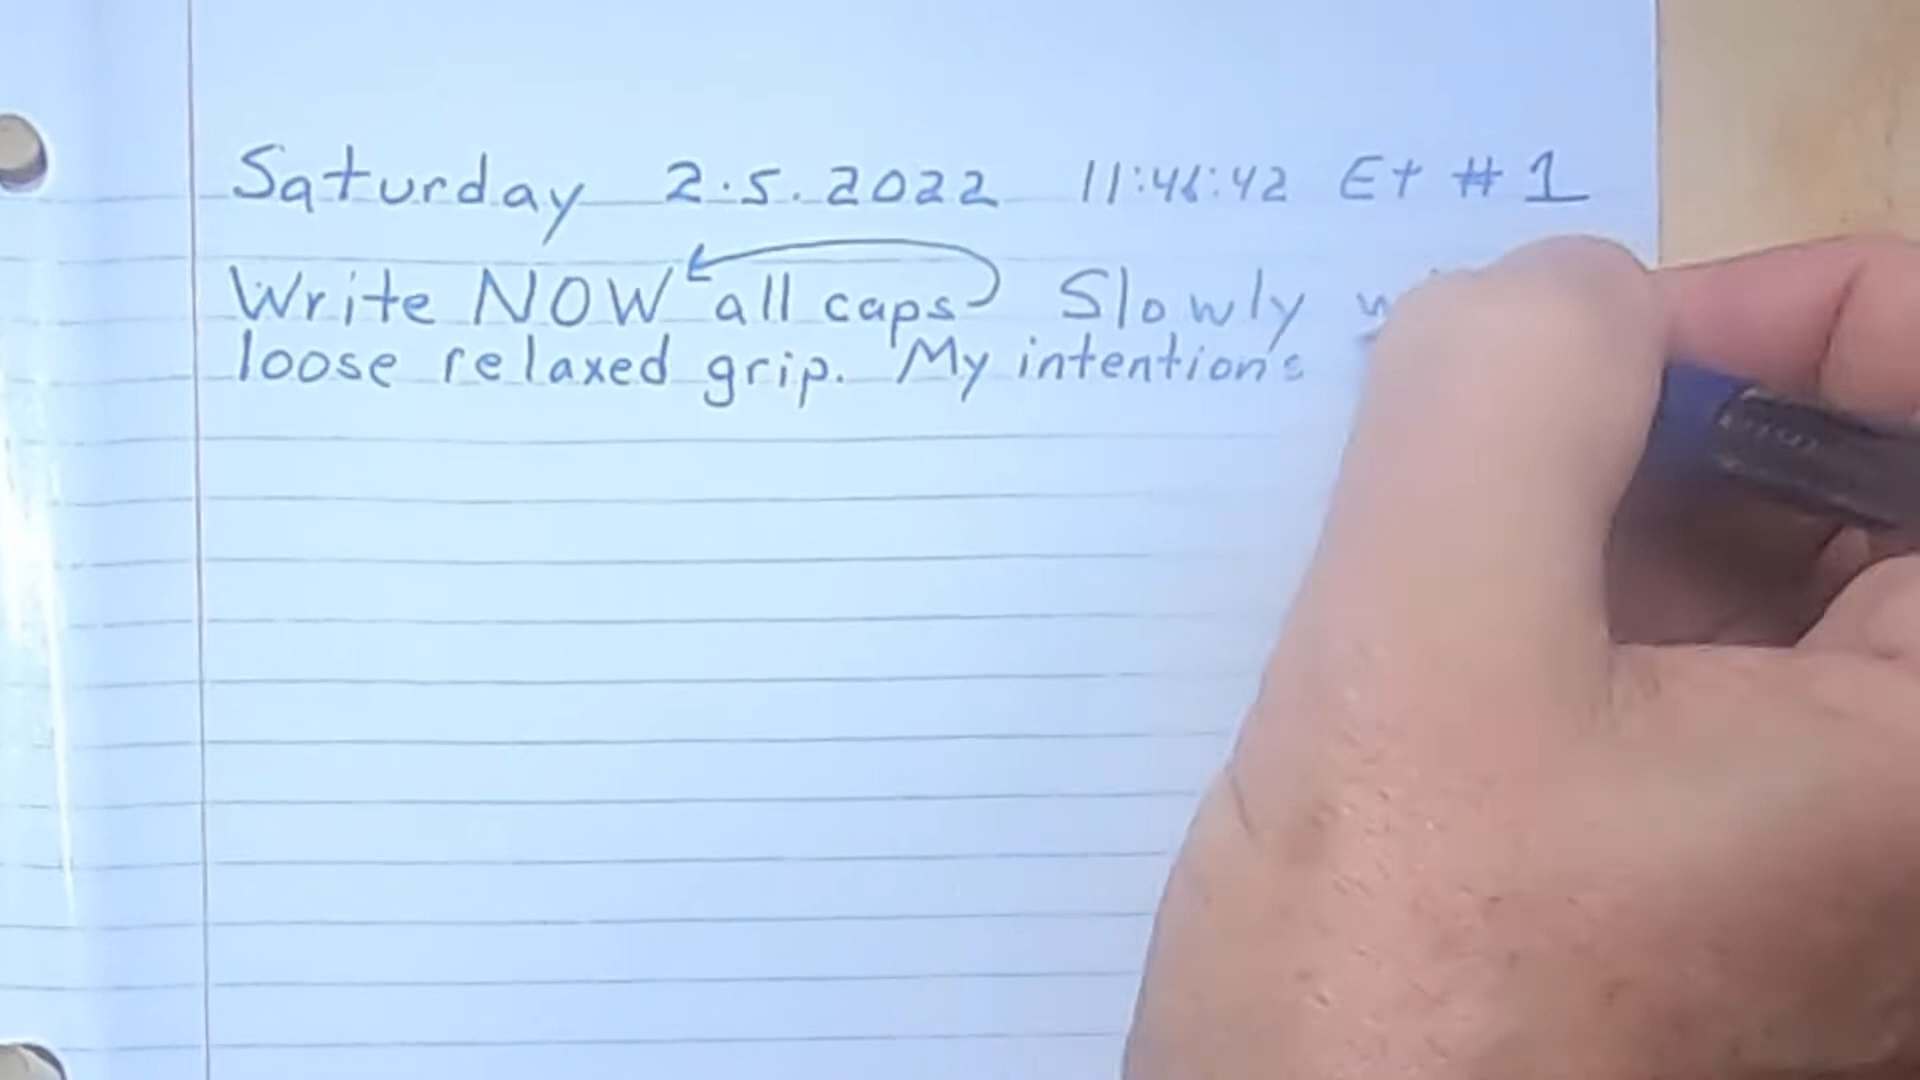 Saturday 2.5.2022 11:46:42 Et #1
Write NOW all caps Slowly
loose relaxed grip. My intention's